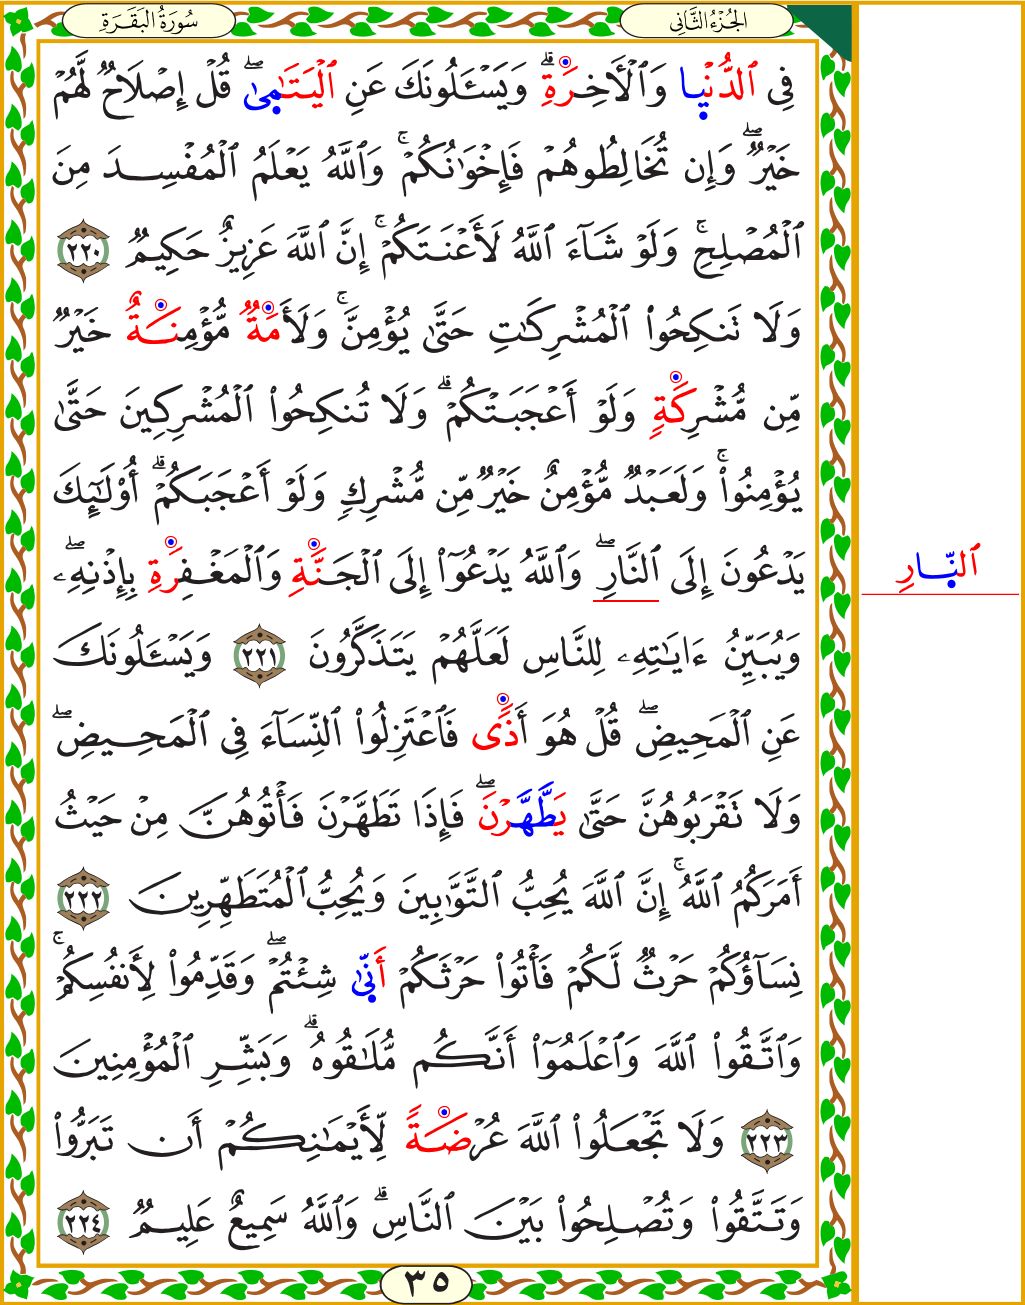 سُورَةُ الْبَقَرَةِ
الجُزْءُ الثَّانِي
فِي ٱلدُّنْيَا وَٱلْأَخِرَةِۗ وَيَسْـَٔلُونَكَ عَنِ ٱلْيَتَٰمَىٰۖ قُلْ إِصْلَاحٌ لَّهُمْ
خَيْرٌۖ وَإِن تُخَالِطُوهُمْ فَإِخْوَٰنُكُمْۚ وَٱللَّهُ يَعْلَمُ ٱلْمُفْسِدَ مِنَ
ٱلْمُصْلِحِۚ وَلَوْ شَآءَ ٱللَّهُ لَأَعْنَتَكُمْۚ إِنَّ ٱللَّهَ عَزِيزٌ حَكِيمٌ ٢٢٠
وَلَا تَنكِحُوا۟ ٱلْمُشْرِكَٰتِ حَتَّىٰ يُؤْمِنَّۚ وَلَأَمَةٌ مُّؤْمِنَةٌ خَيْرٌ
مِّن مُّشْرِكَةٍ وَلَوْ أَعْجَبَتْكُمْۗ وَلَا تُنكِحُوا۟ ٱلْمُشْرِكِينَ حَتَّىٰ
يُؤْمِنُوا۟ۚ وَلَعَبْدٌ مُّؤْمِنٌ خَيْرٌ مِّن مُّشْرِكٍ وَلَوْ أَعْجَبَكُمْۗ أُو۟لَٰٓئِكَ
يَدْعُونَ إِلَى ٱلنَّارِۖ وَٱللَّهُ يَدْعُوٓا۟ إِلَى ٱلْجَنَّةِ وَٱلْمَغْفِرَةِ بِإِذْنِهِۦۖ
ٱلنَّارِ
وَيُبَيِّنُ ءَايَٰتِهِۦ لِلنَّاسِ لَعَلَّهُمْ يَتَذَكَّرُونَ ٢٢١ وَيَسْـَٔلُونَكَ
عَنِ ٱلْمَحِيضِۖ قُلْ هُوَ أَذًى فَٱعْتَزِلُوا۟ ٱلنِّسَآءَ فِي ٱلْمَحِيضِۖ
وَلَا تَقْرَبُوهُنَّ حَتَّىٰ يَطَّهَّرْنَۖ فَإِذَا تَطَهَّرْنَ فَأْتُوهُنَّ مِنْ حَيْثُ
أَمَرَكُمُ ٱللَّهُۚ إِنَّ ٱللَّهَ يُحِبُّ ٱلتَّوَّٰبِينَ وَيُحِبُّ ٱلْمُتَطَهِّرِينَ ٢٢٢
نِسَآؤُكُمْ حَرْثٌ لَّكُمْ فَأْتُوا۟ حَرْثَكُمْ أَنَّىٰ شِئْتُمْۖ وَقَدِّمُوا۟ لِأَنفُسِكُمْۚ
وَٱتَّقُوا۟ ٱللَّهَ وَٱعْلَمُوٓا۟ أَنَّكُم مُّلَٰقُوهُۗ وَبَشِّرِ ٱلْمُؤْمِنِينَ
٢٢٣ وَلَا تَجْعَلُوا۟ ٱللَّهَ عُرْضَةً لِّأَيْمَٰنِكُمْ أَن تَبَرُّوا۟
وَتَتَّقُوا۟ وَتُصْلِحُوا۟ بَيْنَ ٱلنَّاسِۗ وَٱللَّهُ سَمِيعٌ عَلِيمٌ ٢٢٤
٣٥